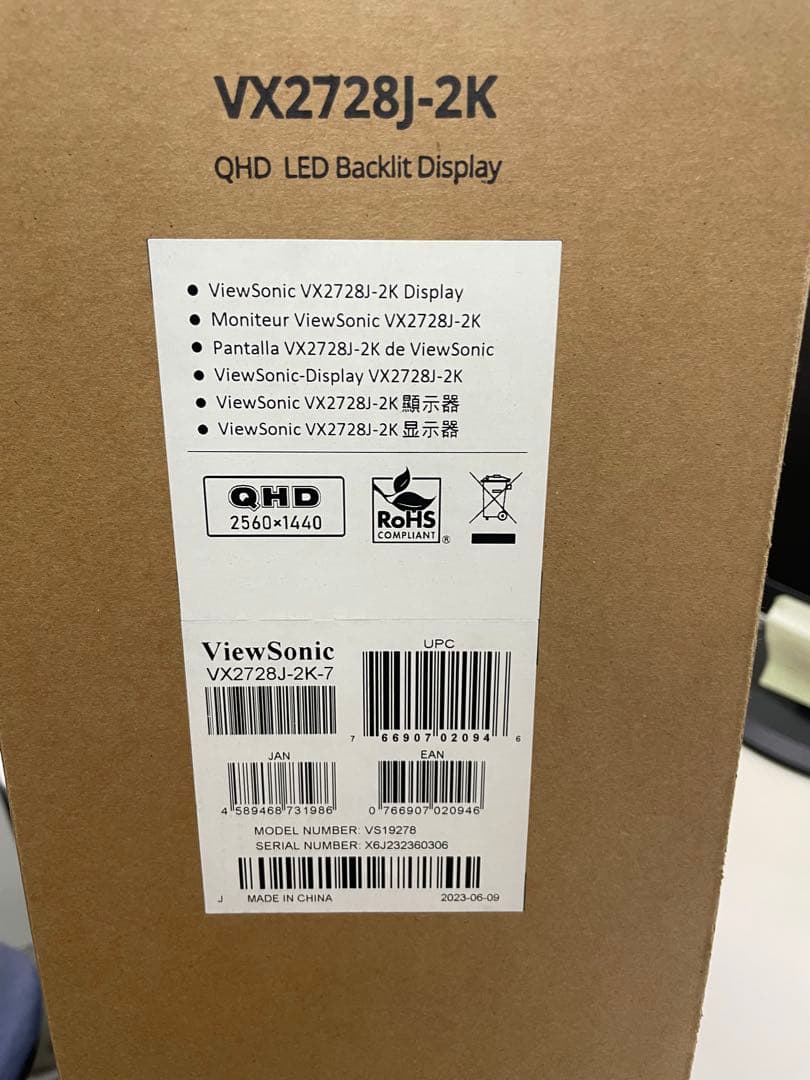 VX2728J-2K
QHD LED Backlit Display
● ViewSonic VX2728J-2K Display
● Moniteur ViewSonic VX2728J-2K
● Pantalla VX2728J-2K de ViewSonic
● ViewSonic-Display VX2728J-2K
● ViewSonic VX2728J-2K 顯示器
● ViewSonic VX2728J-2K 显示器
QHD
2560×1440
RoHS
COMPLIANT ®
ViewSonic
VX2728J-2K-7
UPC
7 66907 02094 6
JAN
4 589468 731986
EAN
0 766907 020946
MODEL NUMBER: VS19278
SERIAL NUMBER: X6J232360306
J MADE IN CHINA 2023-06-09